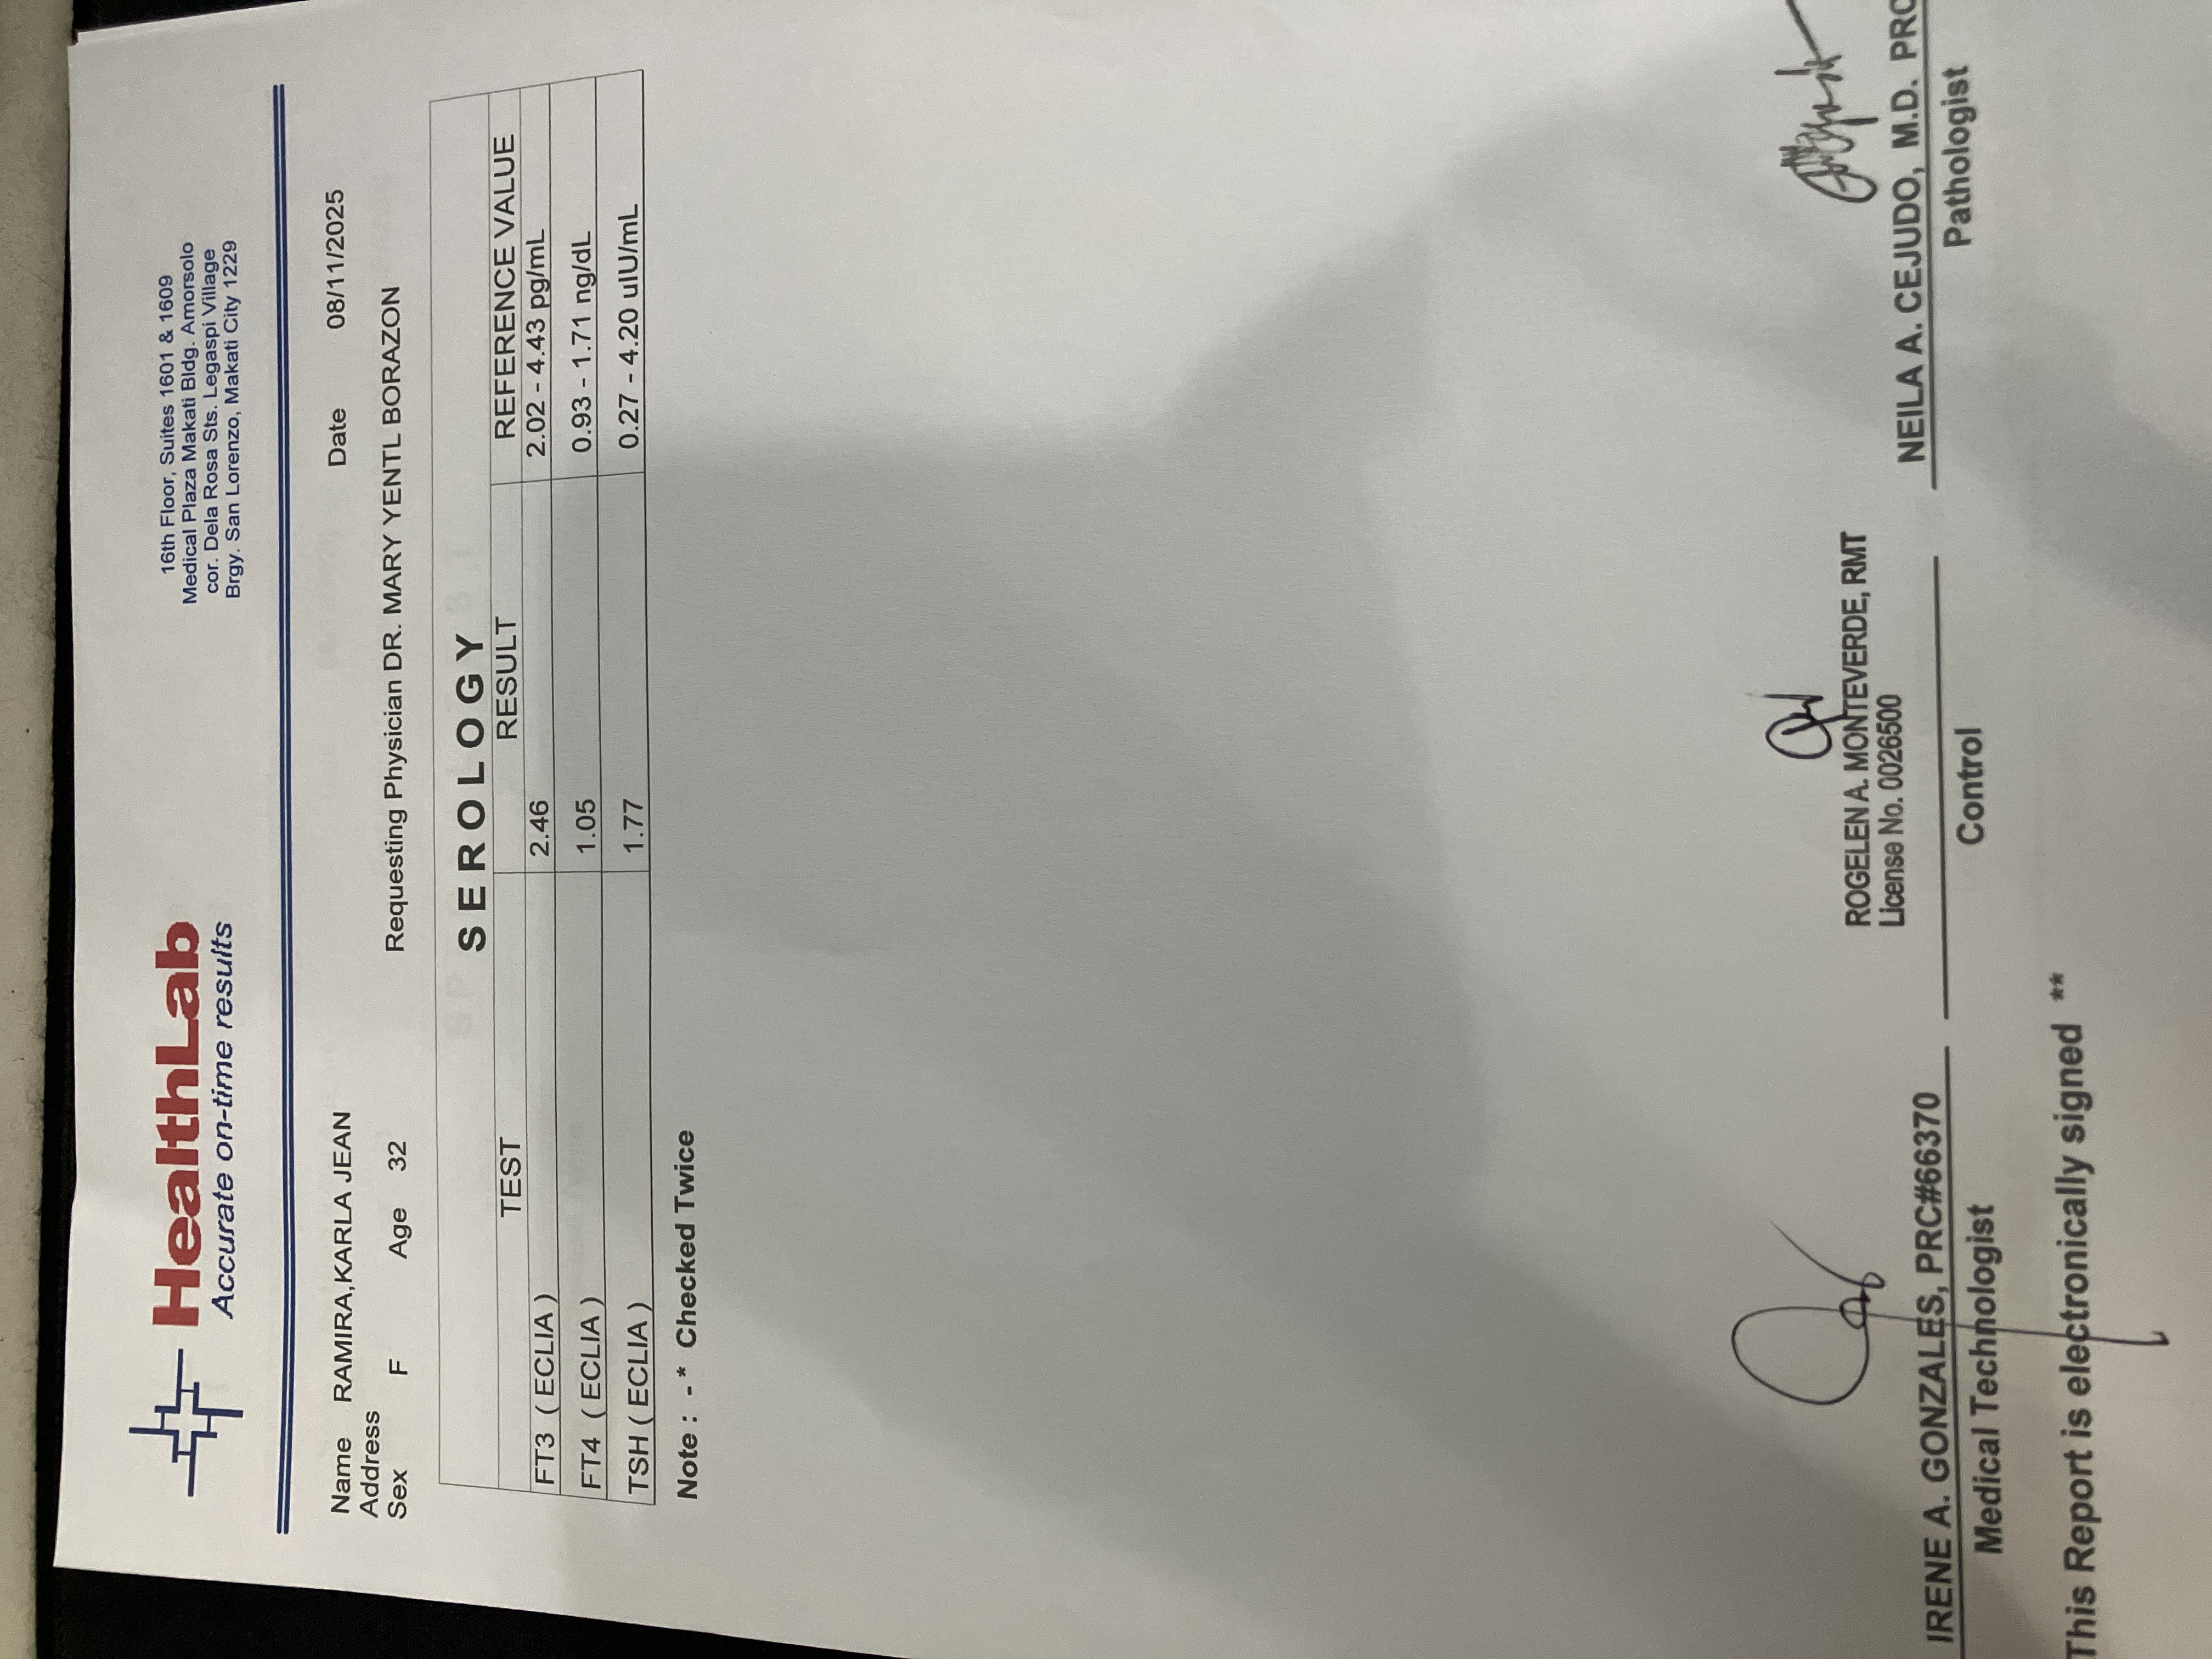 HealthLab
Accurate on-time results
16th Floor, Suites 1601 & 1609
Medical Plaza Makati Bldg. Amorsolo
cor. Dela Rosa Sts. Legaspi Village
Brgy. San Lorenzo, Makati City 1229
Name RAMIRA,KARLA JEAN Date 08/11/2025
Address
Sex F Age 32 Requesting Physician DR. MARY YENTL BORAZON
SEROLOGY
TEST RESULT REFERENCE VALUE
FT3 ( ECLIA ) 2.46 2.02 - 4.43 pg/mL
FT4 ( ECLIA ) 1.05 0.93 - 1.71 ng/dL
TSH ( ECLIA ) 1.77 0.27 - 4.20 uIU/mL
Note : - * Checked Twice
ROGELEN A. MONTEVERDE, RMT
License No. 0026500
IRENE A. GONZALES, PRC#66370 NEILA A. CEJUDO, M.D. PRC
Medical Technologist Control Pathologist
This Report is electronically signed **